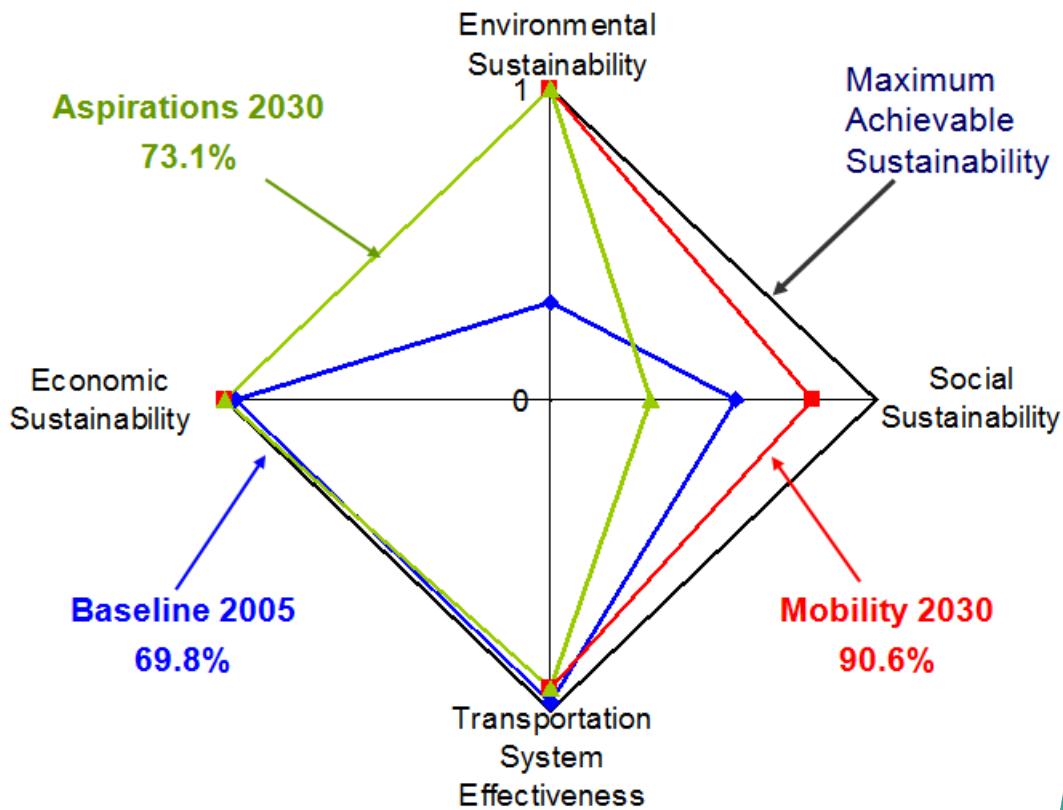 Environmental
Sustainability
1
Aspirations 2030
73.1%
Maximum
Achievable
Sustainability
Economic
Sustainability
0
Social
Sustainability
Baseline 2005
69.8%
Mobility 2030
90.6%
Transportation
System
Effectiveness